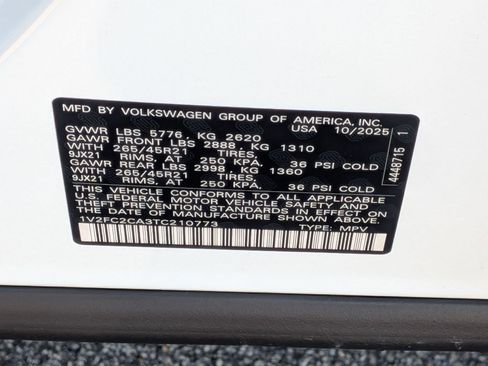 MFD BY VOLKSWAGEN GROUP OF AMERICA, INC.
USA 10/2025
GVWR LBS 5776, KG 2620
GAWR FRONT LBS 2888, KG 1310
WITH 265/45R21 TIRES,
9JX21 RIMS, AT 250 KPA, 36 PSI COLD
GAWR REAR LBS 2998, KG 1360
WITH 265/45R21 TIRES,
9JX21 RIMS, AT 250 KPA, 36 PSI COLD
THIS VEHICLE CONFORMS TO ALL APPLICABLE
U.S. FEDERAL MOTOR VEHICLE SAFETY
STANDARDS IN EFFECT ON THE
DATE OF MANUFACTURE SHOWN ABOVE.
1V2FC2CA3TC210773
TYPE: MPV
4448715 1